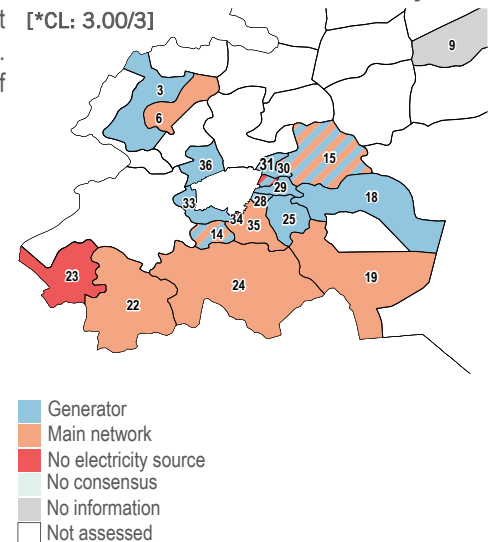 t [*CL: 3.00/3]
.
f
9
3
6
36
31
30
15
29
18
33
28
34
35
25
14
23
22
24
19
Generator
Main network
No electricity source
No consensus
No information
Not assessed